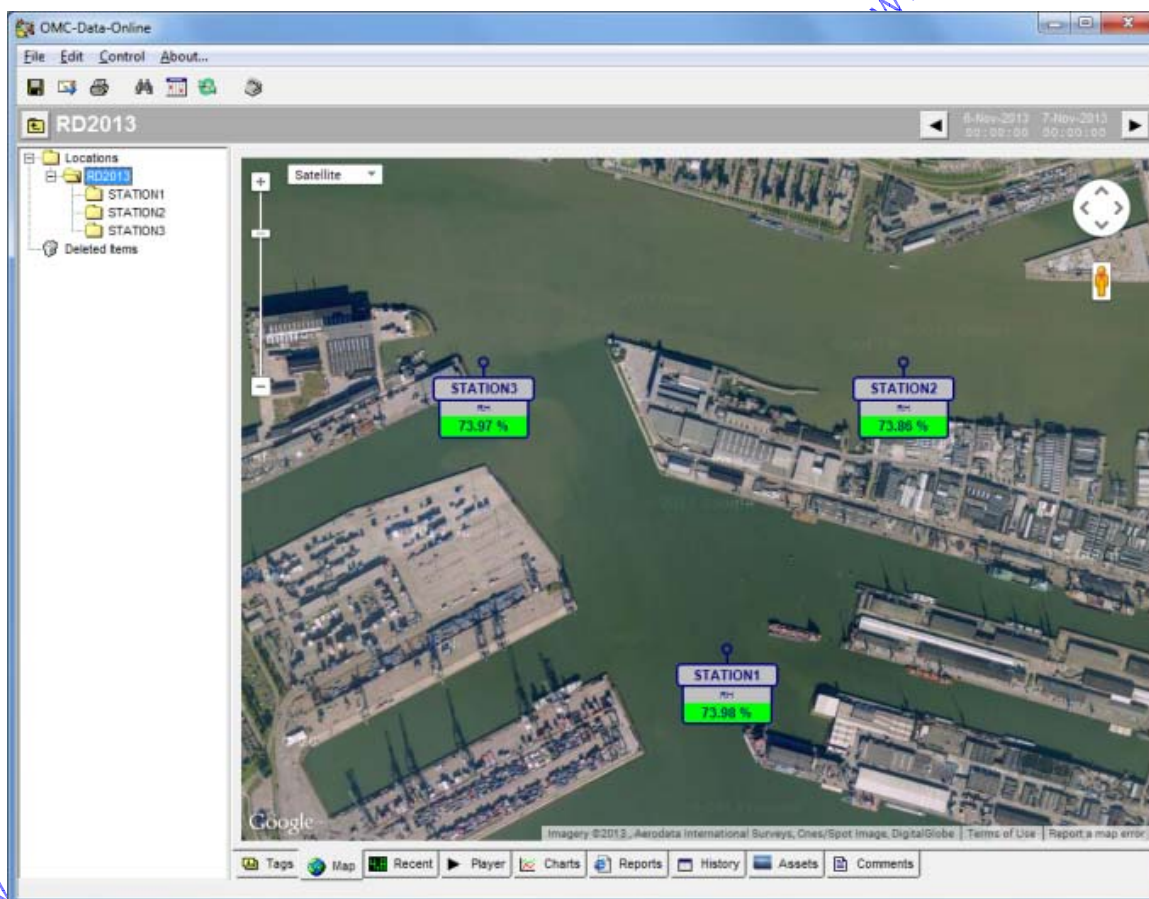 OMC-Data-Online
File Edit Control About...
RD2013
6-Nov-2013 7-Nov-2013
00:00:00 00:00:00
Locations
RD2013
STATION1
STATION2
STATION3
Deleted Items
Satellite
STATION3
RH
73.97 %
STATION2
RH
73.86 %
STATION1
RH
73.98 %
Google
Imagery ©2013 , Aerodata International Surveys, Cnes/Spot Image, DigitalGlobe Terms of Use Report a map error
Tags Map Recent Player Charts Reports History Assets Comments